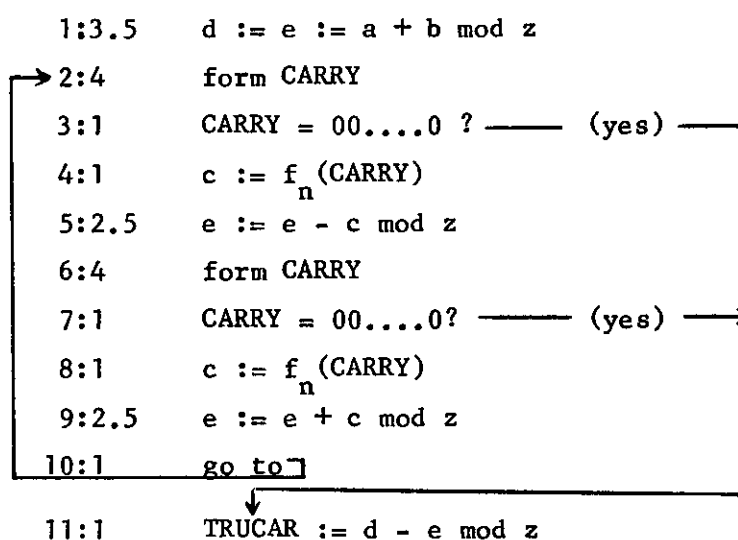 1:3.5 d := e := a + b mod z
2:4 form CARRY
3:1 CARRY = 00....0 ? (yes)
4:1 c := f_n(CARRY)
5:2.5 e := e - c mod z
6:4 form CARRY
7:1 CARRY = 00....0? (yes)
8:1 c := f_n(CARRY)
9:2.5 e := e + c mod z
10:1 go to
11:1 TRUCAR := d - e mod z